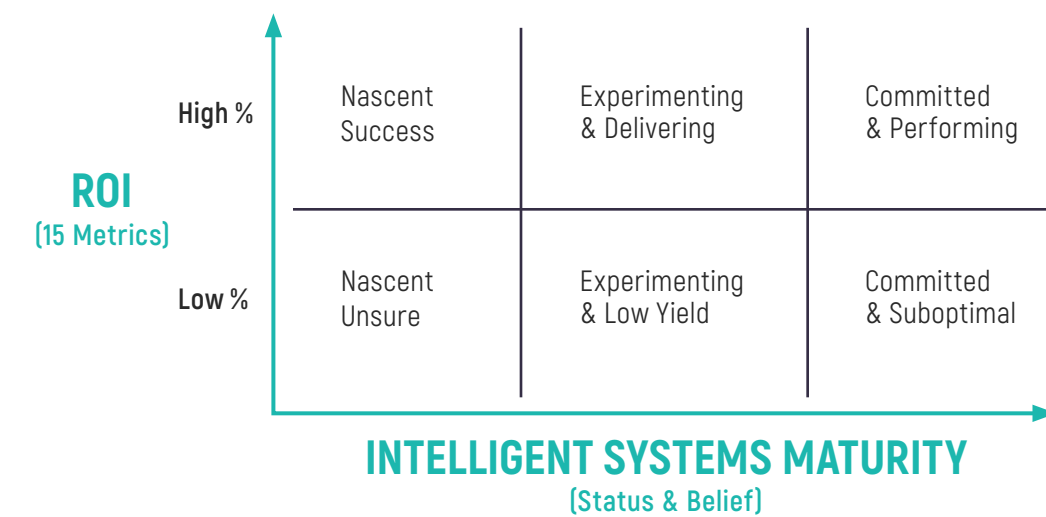 High %
Nascent
Success
Experimenting
& Delivering
Committed
& Performing
ROI
(15 Metrics)
Low %
Nascent
Unsure
Experimenting
& Low Yield
Committed
& Suboptimal
INTELLIGENT SYSTEMS MATURITY
(Status & Belief)